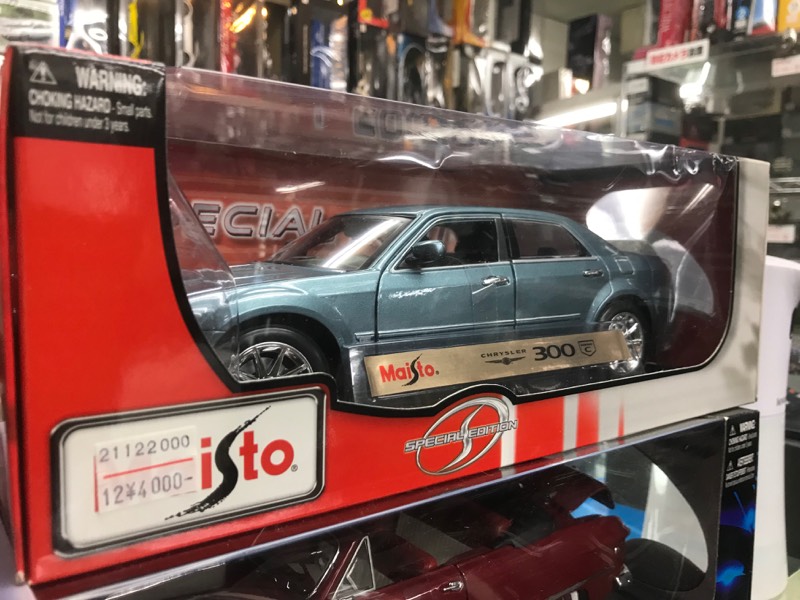 WARNING:
CHOKING HAZARD - Small parts.
Not for children under 3 years.
ECIAL
Maisto®
CHRYSLER 300 C
SPECIAL EDITION
21122000
12¥4000-
isto®
WARNING: